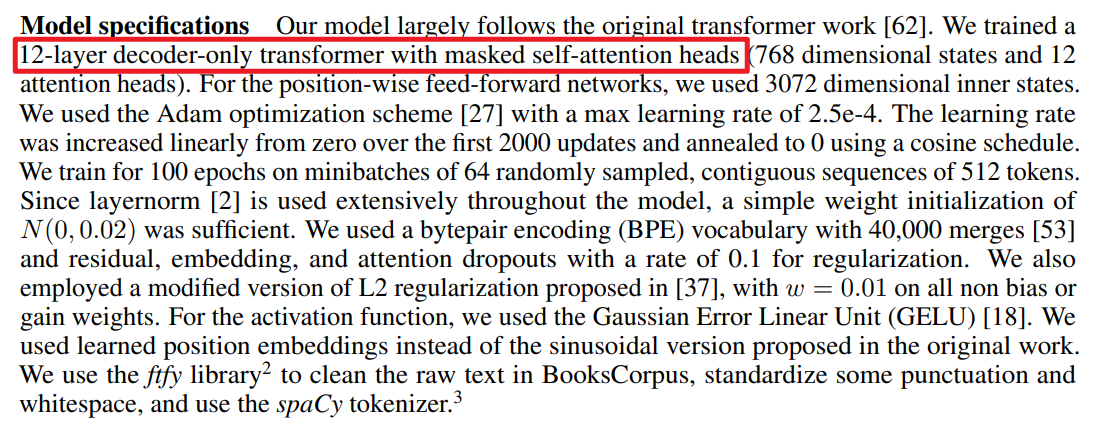 Model specifications Our model largely follows the original transformer work [62]. We trained a
12-layer decoder-only transformer with masked self-attention heads (768 dimensional states and 12
attention heads). For the position-wise feed-forward networks, we used 3072 dimensional inner states.
We used the Adam optimization scheme [27] with a max learning rate of 2.5e-4. The learning rate
was increased linearly from zero over the first 2000 updates and annealed to 0 using a cosine schedule.
We train for 100 epochs on minibatches of 64 randomly sampled, contiguous sequences of 512 tokens.
Since layernorm [2] is used extensively throughout the model, a simple weight initialization of
N(0, 0.02) was sufficient. We used a bytepair encoding (BPE) vocabulary with 40,000 merges [53]
and residual, embedding, and attention dropouts with a rate of 0.1 for regularization. We also
employed a modified version of L2 regularization proposed in [37], with w = 0.01 on all non bias or
gain weights. For the activation function, we used the Gaussian Error Linear Unit (GELU) [18]. We
used learned position embeddings instead of the sinusoidal version proposed in the original work.
We use the ftfy library² to clean the raw text in BooksCorpus, standardize some punctuation and
whitespace, and use the spaCy tokenizer.³